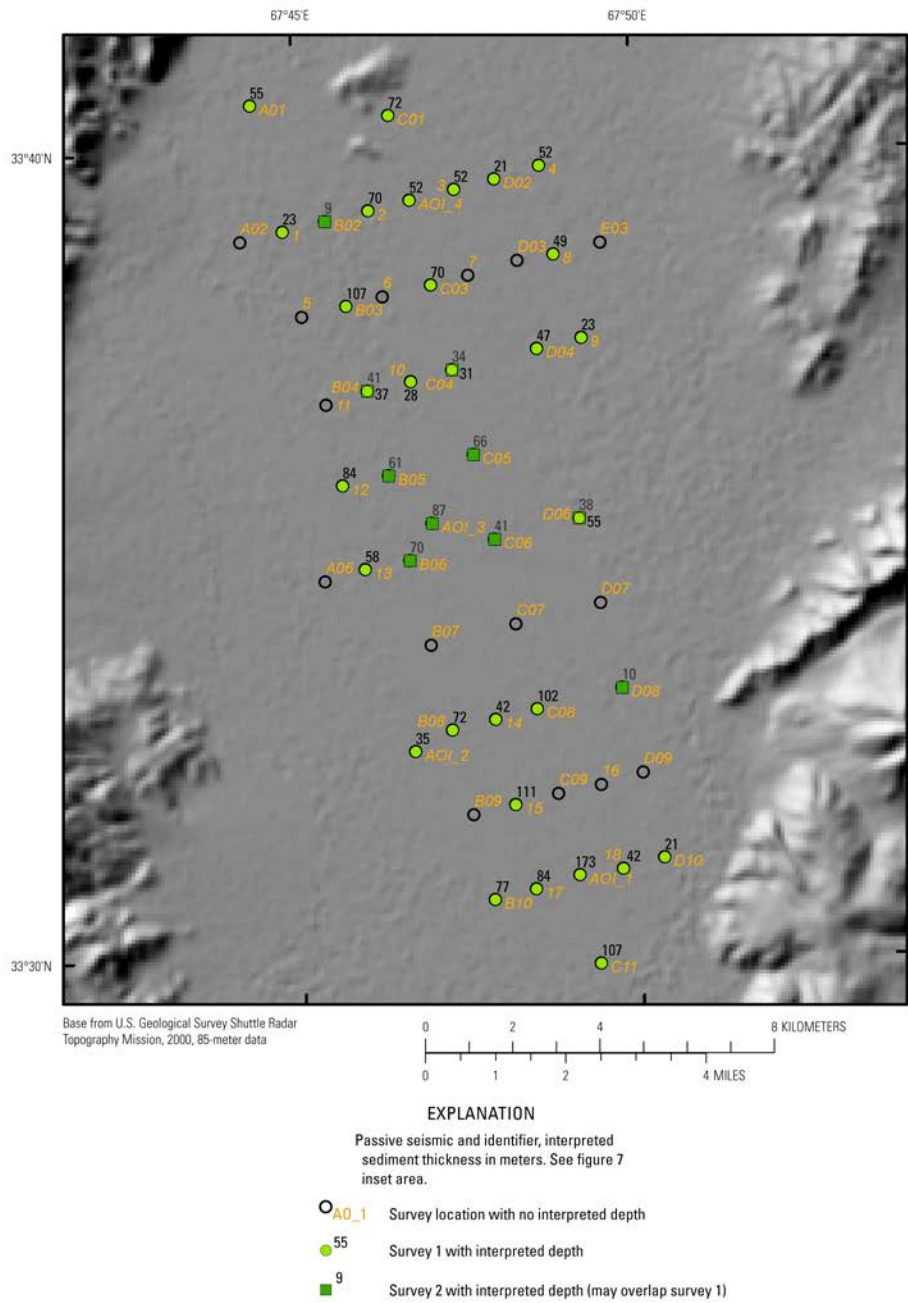 67°45'E 67°50'E
55
A01
72
C01
33°40'N
52
4
21
D02
52
3
52
AOI_4
70
2
9
B02
23
1
A02
E03
49
8
D03
7
70
C03
6
107
B03
5
23
9
47
D04
34
31
C04
10
28
41
37
B04
11
66
C05
61
B05
84
12
87
AOI_3
38
55
D06
41
C06
70
B06
58
13
A06
D07
C07
B07
10
D08
102
C08
42
14
72
B08
35
AOI_2
D09
16
C09
111
15
B09
21
D10
42
18
173
AOI_1
84
17
77
B10
33°30'N
107
C11
Base from U.S. Geological Survey Shuttle Radar
Topography Mission, 2000, 85-meter data
0 2 4 8 KILOMETERS
0 1 2 4 MILES
EXPLANATION
Passive seismic and identifier, interpreted
sediment thickness in meters. See figure 7
inset area.
A0_1 Survey location with no interpreted depth
55 Survey 1 with interpreted depth
9 Survey 2 with interpreted depth (may overlap survey 1)